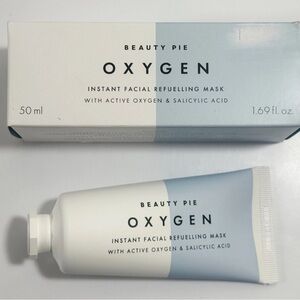 BEAUTY PIE
OXYGEN
INSTANT FACIAL REFUELLING MASK
WITH ACTIVE OXYGEN & SALICYLIC ACID
50 ml
1.69 fl. oz.
BEAUTY PIE
OXYGEN
INSTANT FACIAL REFUELLING MASK
WITH ACTIVE OXYGEN & SALICYLIC ACID